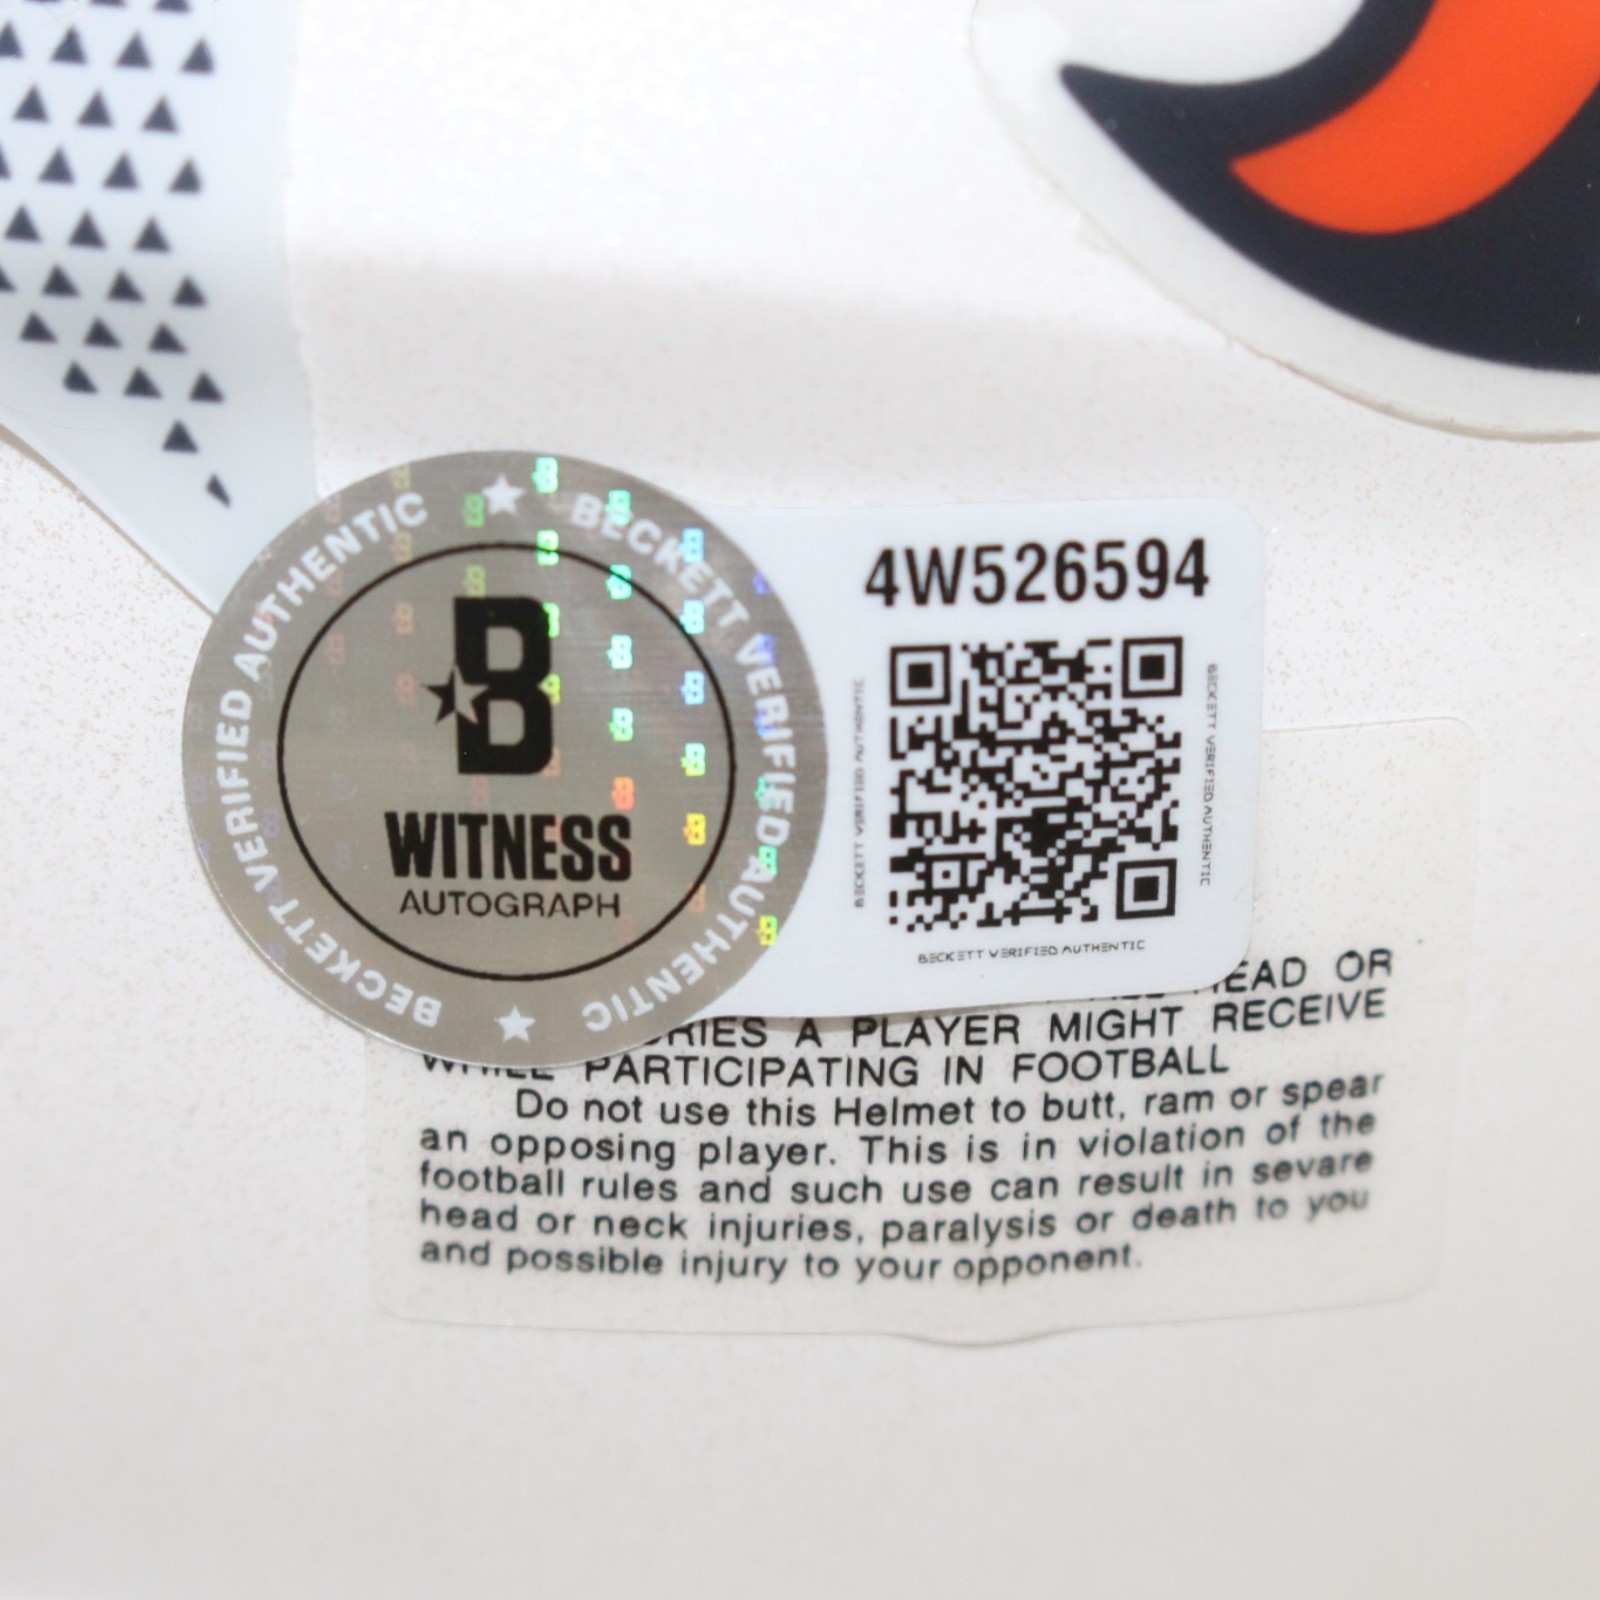 BECKETT VERIFIED AUTHENTIC ★ BECKETT VERIFIED AUTHENTIC ★
B
WITNESS
AUTOGRAPH
4W526594
BECKETT VERIFIED AUTHENTIC
BECKETT VERIFIED AUTHENTIC
BECKETT VERIFIED AUTHENTIC
OR
A PLAYER MIGHT RECEIVE
PARTICIPATING IN FOOTBALL
Do not use this Helmet to butt, ram or spear
an opposing player. This is in violation of the
football rules and such use can result in sevare
head or neck injuries, paralysis or death to you
and possible injury to your opponent.